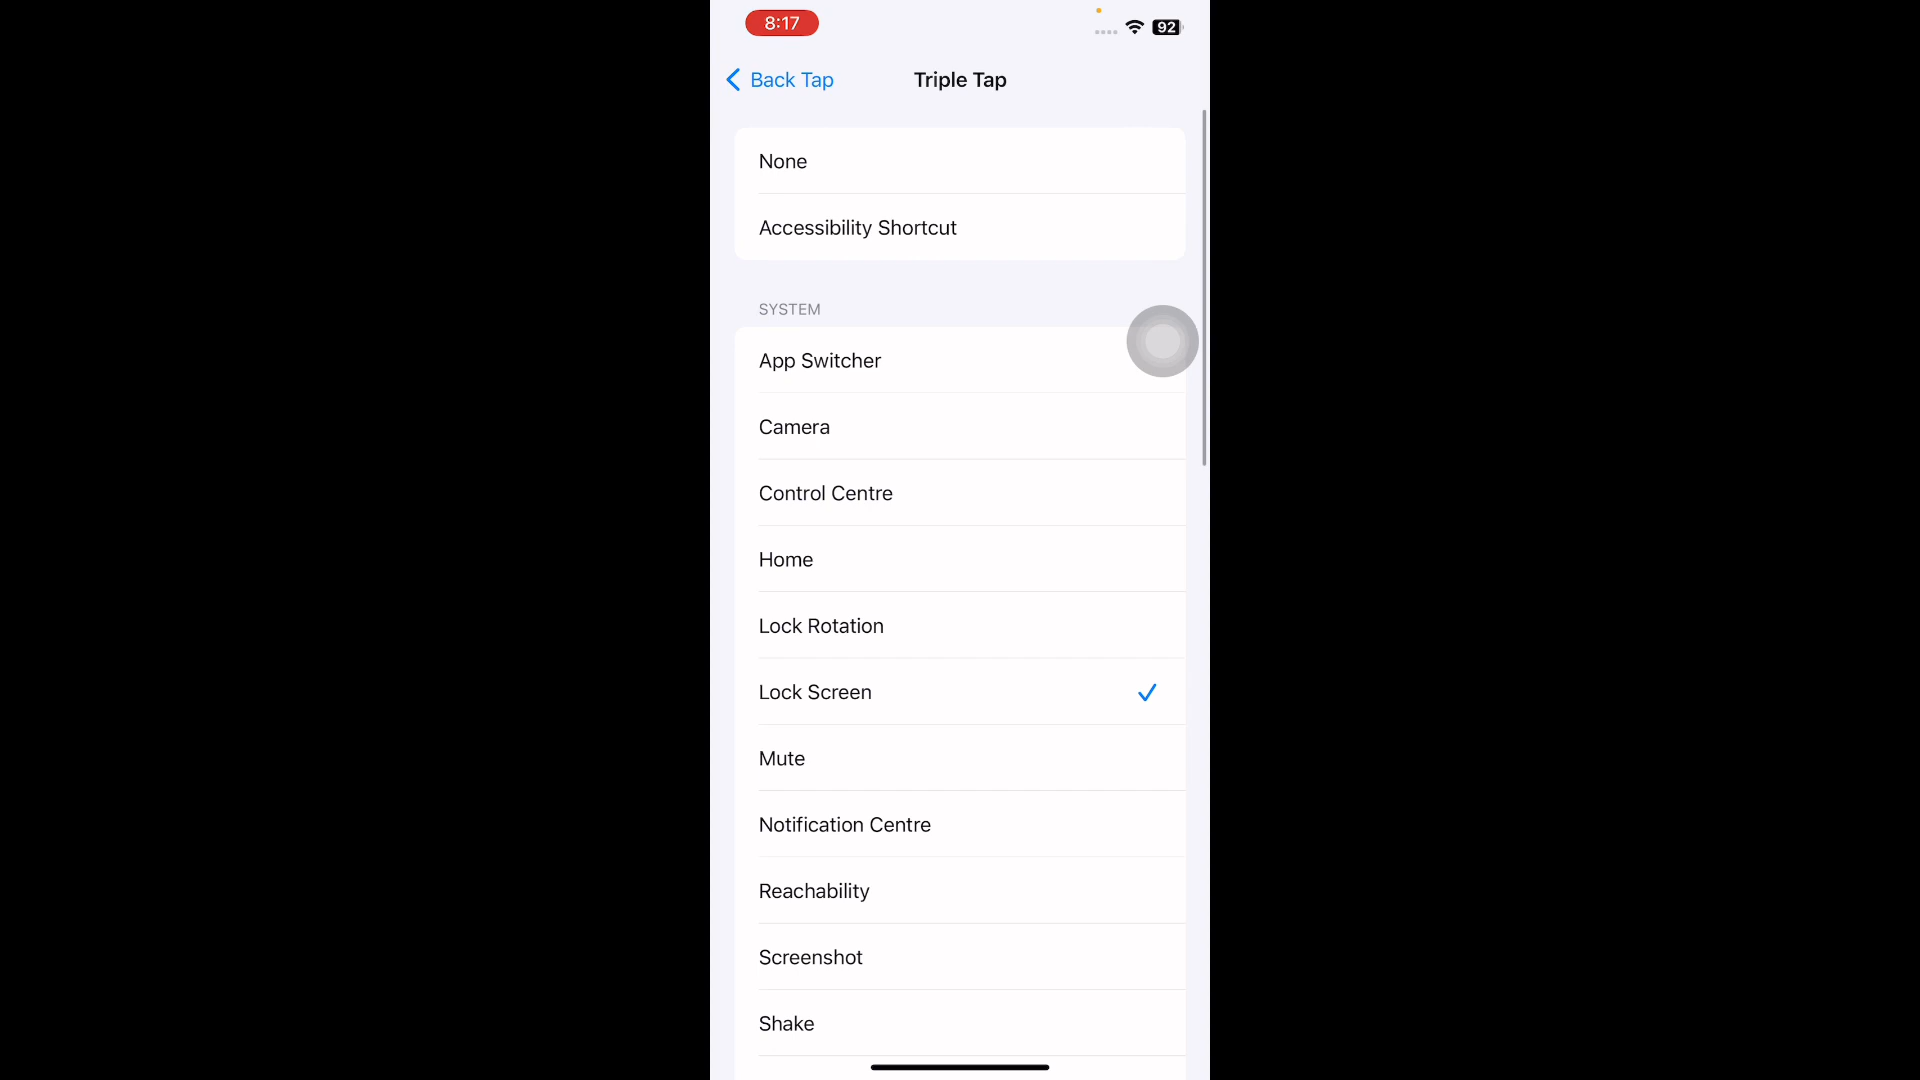 8:17
92
Back Tap
Triple Tap
None
Accessibility Shortcut
SYSTEM
App Switcher
Camera
Control Centre
Home
Lock Rotation
Lock Screen
Mute
Notification Centre
Reachability
Screenshot
Shake